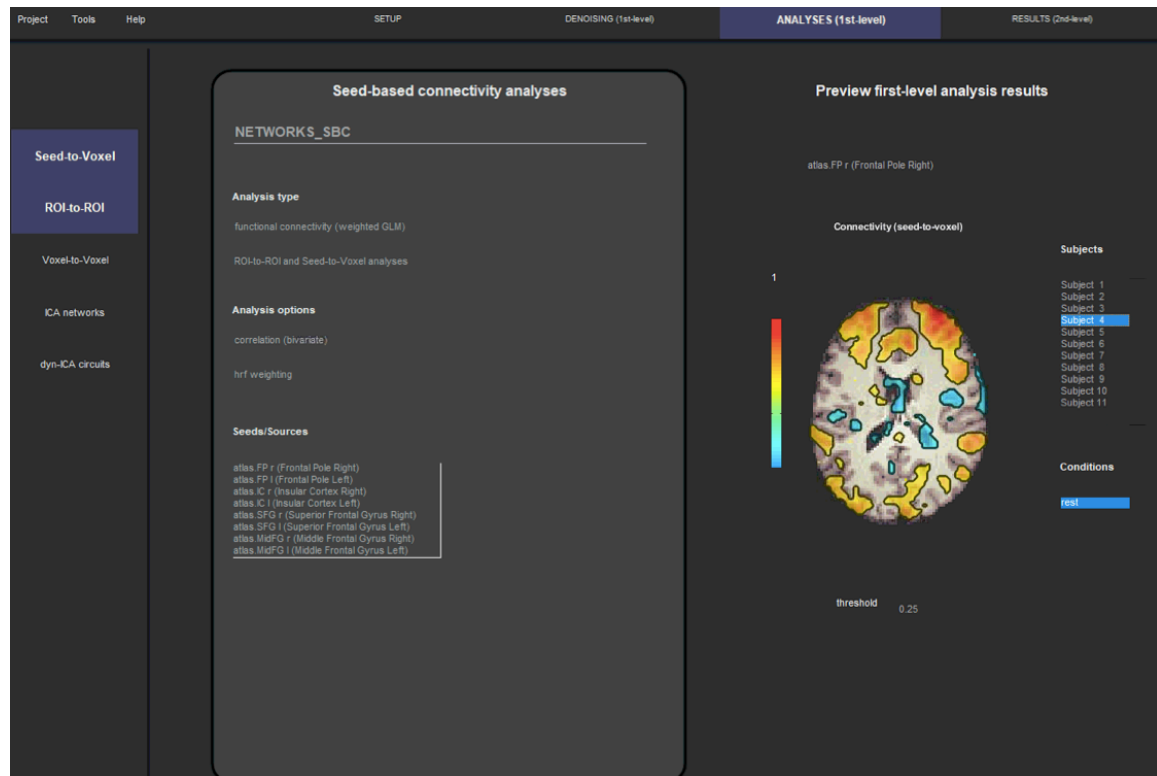 Project Tools Help SETUP DENOISING (1st-level) ANALYSES (1st-level) RESULTS (2nd-level)
Seed-to-Voxel
ROI-to-ROI
Voxel-to-Voxel
ICA networks
dyn-ICA circuits
Seed-based connectivity analyses
NETWORKS_SBC
Analysis type
functional connectivity (weighted GLM)
ROI-to-ROI and Seed-to-Voxel analyses
Analysis options
correlation (bivariate)
hrf weighting
Seeds/Sources
atlas.FP r (Frontal Pole Right)
atlas.FP l (Frontal Pole Left)
atlas.IC r (Insular Cortex Right)
atlas.IC l (Insular Cortex Left)
atlas.SFG r (Superior Frontal Gyrus Right)
atlas.SFG l (Superior Frontal Gyrus Left)
atlas.MidFG r (Middle Frontal Gyrus Right)
atlas.MidFG l (Middle Frontal Gyrus Left)
Preview first-level analysis results
atlas.FP r (Frontal Pole Right)
Connectivity (seed-to-voxel)
1
Subjects
Subject 1
Subject 2
Subject 3
Subject 4
Subject 5
Subject 6
Subject 7
Subject 8
Subject 9
Subject 10
Subject 11
Conditions
rest
threshold 0.25